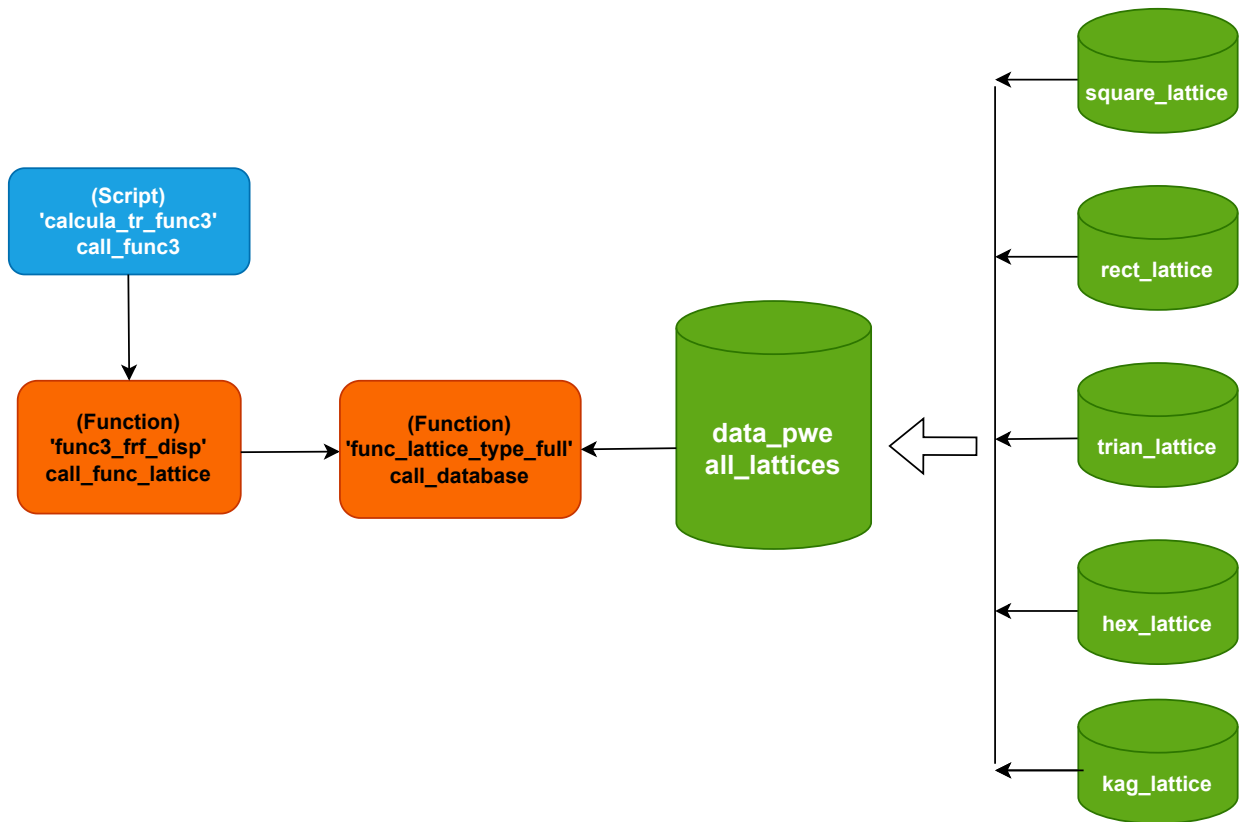 (Script)
'calcula_tr_func3'
call_func3
(Function)
'func3_frf_disp'
call_func_lattice
(Function)
'func_lattice_type_full'
call_database
data_pwe
all_lattices
square_lattice
rect_lattice
trian_lattice
hex_lattice
kag_lattice